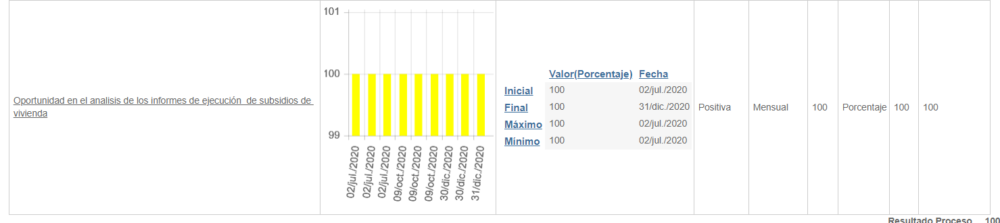 101
100
99
02/jul./2020
02/jul./2020
02/jul./2020
09/oct./2020
09/oct./2020
09/oct./2020
30/dic./2020
30/dic./2020
31/dic./2020
Oportunidad en el analisis de los informes de ejecución  de subsidios de
vivienda
Valor(Porcentaje) Fecha
Inicial 100 02/jul./2020
Final 100 31/dic./2020
Máximo 100 02/jul./2020
Mínimo 100 02/jul./2020
Positiva
Mensual
100
Porcentaje
100
100
Resultado Proceso 100